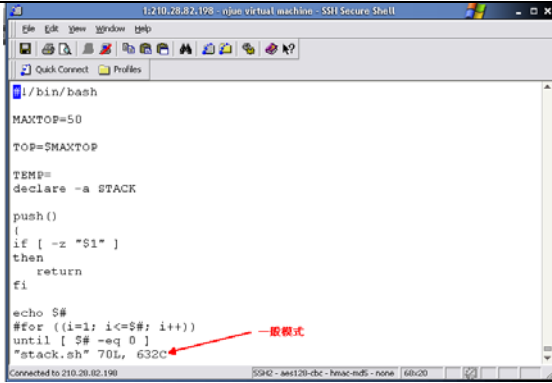 1:210.28.82.198 - njue virtual machine - SSH Secure Shell
File Edit View Window Help
Quick Connect Profiles
#!/bin/bash
MAXTOP=50
TOP=$MAXTOP
TEMP=
declare -a STACK
push()
{
if [ -z "$1" ]
then
return
fi
echo $#
#for ((i=1; i<=$#; i++))
until [ $# -eq 0 ]
一般模式
"stack.sh" 70L, 632C
Connected to 210.28.82.198
SSH2 - aes128-cbc - hmac-md5 - none
68x20